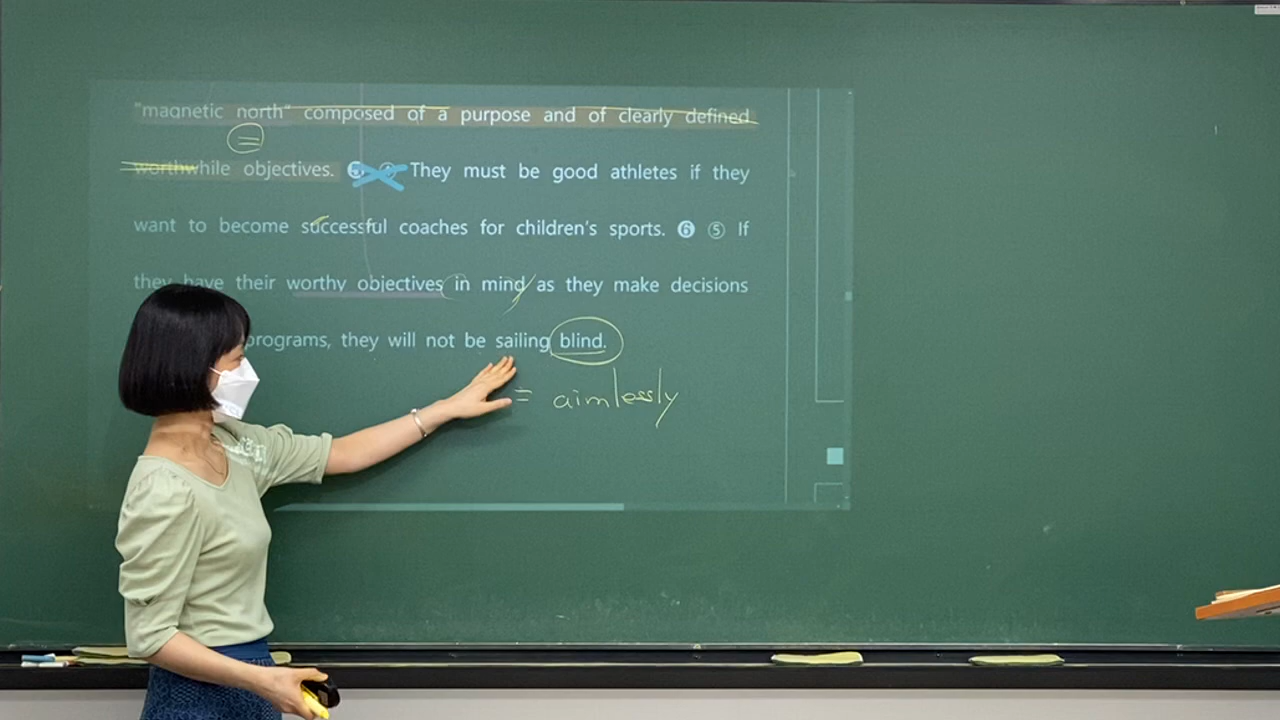 "magnetic north" composed of a purpose and of clearly defined
=
worthwhile objectives. They must be good athletes if they
want to become successful coaches for children's sports. ❻ ⑤ If
they have their worthy objectives in mind as they make decisions
programs, they will not be sailing blind.
= aimlessly